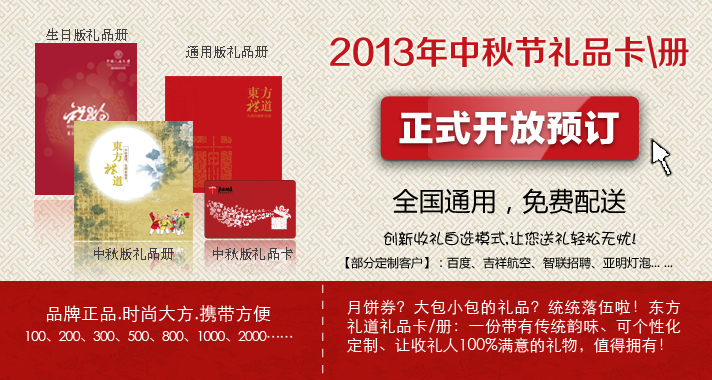 生日版礼品册
通用版礼品册
東方
禮道
東方
禮道
中秋版礼品册
中秋版礼品卡
2013年中秋节礼品卡\册
正式开放预订
全国通用，免费配送
创新收礼自选模式,让您送礼轻松无忧!
【部分定制客户】：百度、吉祥航空、智联招聘、亚明灯泡... ...
品牌正品.时尚大方.携带方便
100、200、300、500、800、1000、2000……
月饼券？大包小包的礼品？统统落伍啦！东方
礼道礼品卡/册：一份带有传统韵味、可个性化
定制、让收礼人100%满意的礼物，值得拥有！